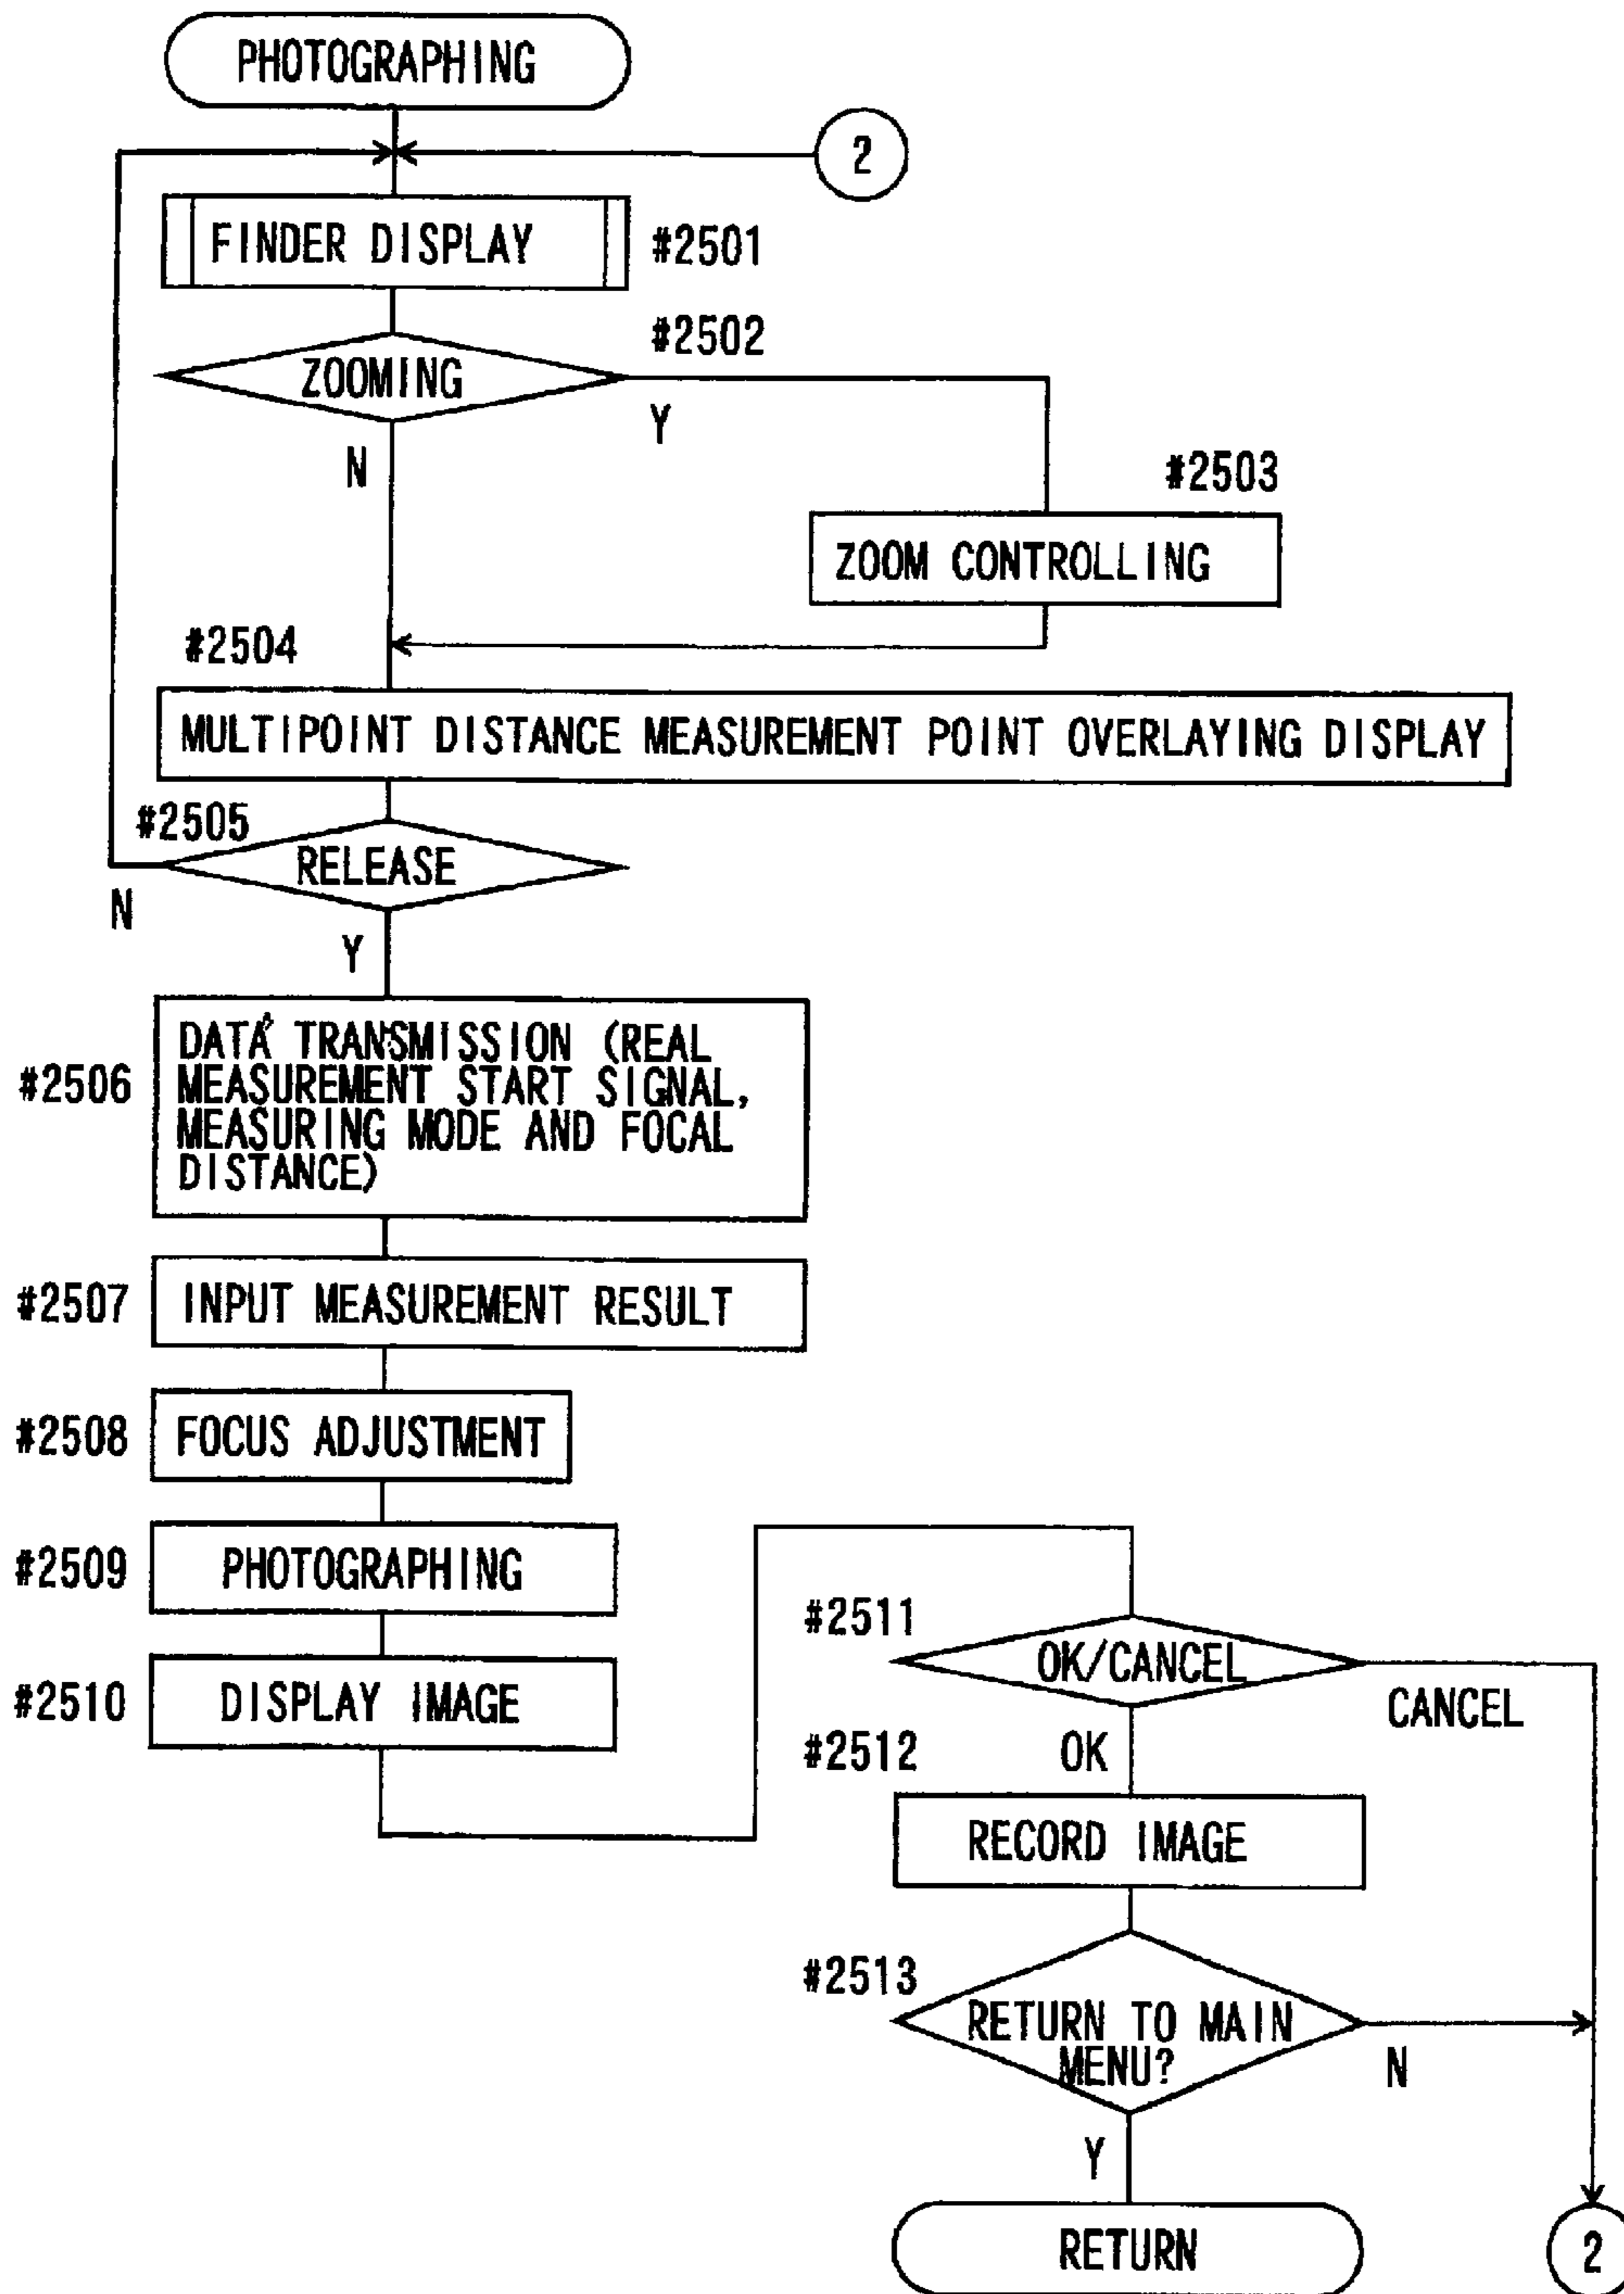 PHOTOGRAPHING
2
FINDER DISPLAY
#2501
#2502
ZOOMING
Y
N
#2503
ZOOM CONTROLLING
#2504
MULTIPOINT DISTANCE MEASUREMENT POINT OVERLAYING DISPLAY
#2505
RELEASE
N
Y
#2506
DATA TRANSMISSION (REAL
MEASUREMENT START SIGNAL,
MEASURING MODE AND FOCAL
DISTANCE)
#2507
INPUT MEASUREMENT RESULT
#2508
FOCUS ADJUSTMENT
#2509
PHOTOGRAPHING
#2510
DISPLAY IMAGE
#2511
OK/CANCEL
CANCEL
#2512
OK
RECORD IMAGE
#2513
RETURN TO MAIN
MENU?
N
Y
RETURN
2